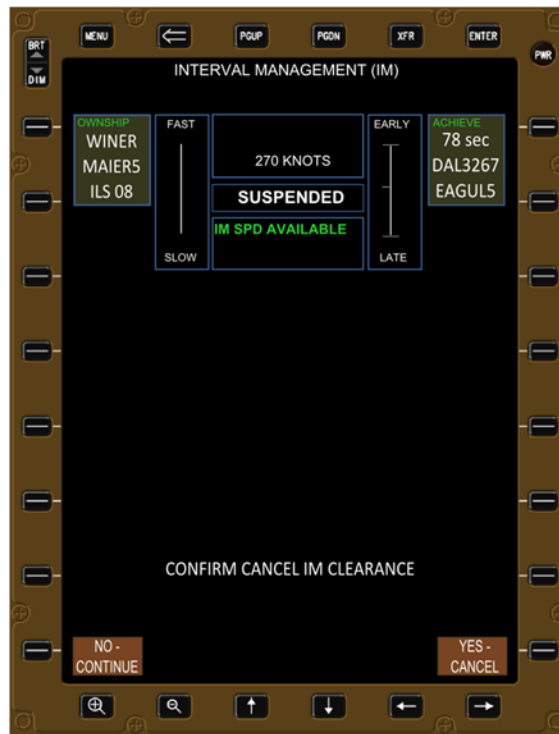 MENU
PGUP
PGDN
XFR
ENTER
BRT
DIM
PWR
INTERVAL MANAGEMENT (IM)
OWNSHIP
WINER
MAIER5
ILS 08
FAST
SLOW
270 KNOTS
SUSPENDED
IM SPD AVAILABLE
EARLY
LATE
ACHIEVE
78 sec
DAL3267
EAGUL5
CONFIRM CANCEL IM CLEARANCE
NO -
CONTINUE
YES -
CANCEL